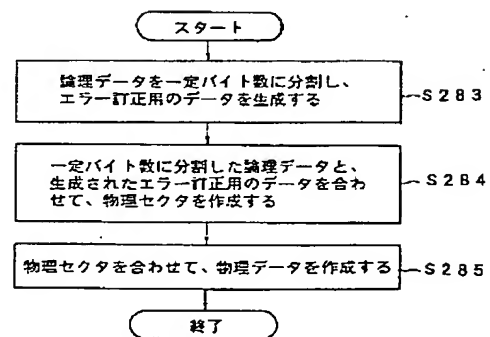 スタート
論理データを一定バイト数に分割し、
エラー訂正用のデータを生成する
S283
一定バイト数に分割した論理データと、
生成されたエラー訂正用のデータを合わ
せて、物理セクタを作成する
S284
物理セクタを合わせて、物理データを作成する
S285
終了